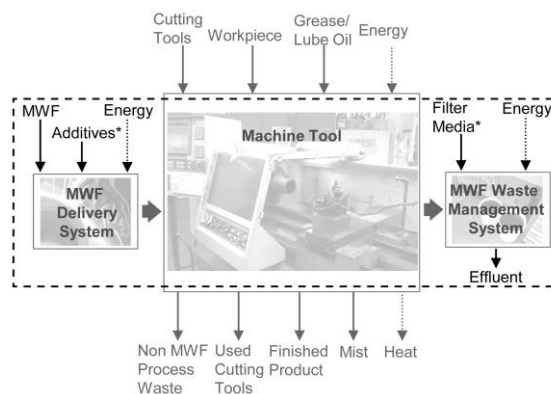 Cutting
Tools
Workpiece
Grease/
Lube Oil
Energy
MWF
Additives*
Energy
Machine Tool
Filter
Media*
Energy
MWF
Delivery
System
MWF Waste
Management
System
Effluent
Non MWF
Process
Waste
Used
Cutting
Tools
Finished
Product
Mist
Heat